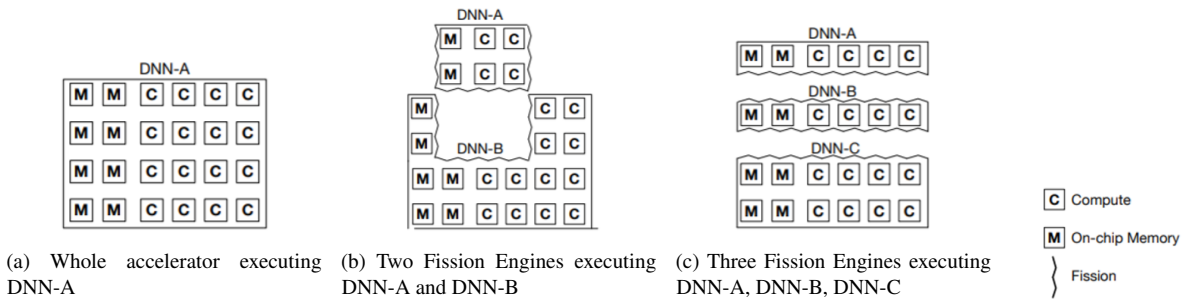 DNN-A
M M C C C C
M M C C C C
M M C C C C
M M C C C C
(a) Whole accelerator executing
DNN-A
DNN-A
M C C
M C C
M C C
M C C
DNN-B
M M C C C C
M M C C C C
(b) Two Fission Engines executing
DNN-A and DNN-B
DNN-A
M M C C C C
DNN-B
M M C C C C
DNN-C
M M C C C C
M M C C C C
(c) Three Fission Engines executing
DNN-A, DNN-B, DNN-C
C Compute
M On-chip Memory
Fission